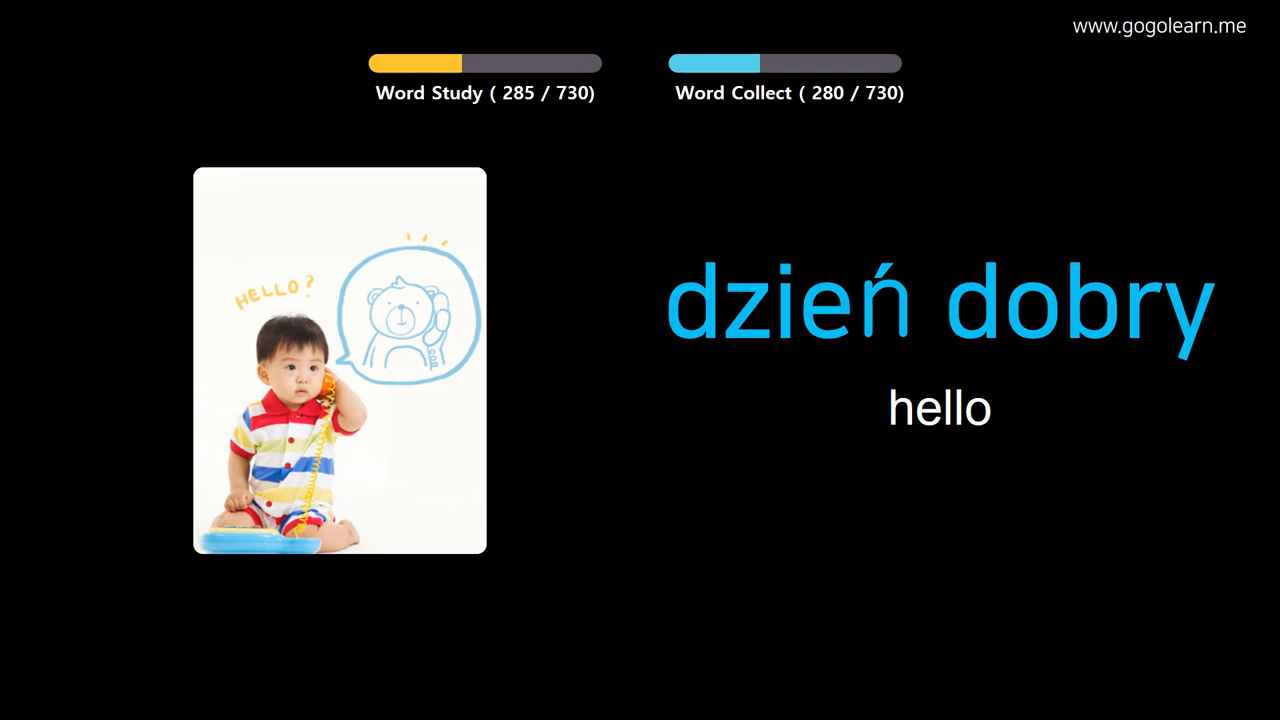 www.gogolearn.me
Word Study ( 285 / 730)
Word Collect ( 280 / 730)
HELLO?
dzień dobry
hello